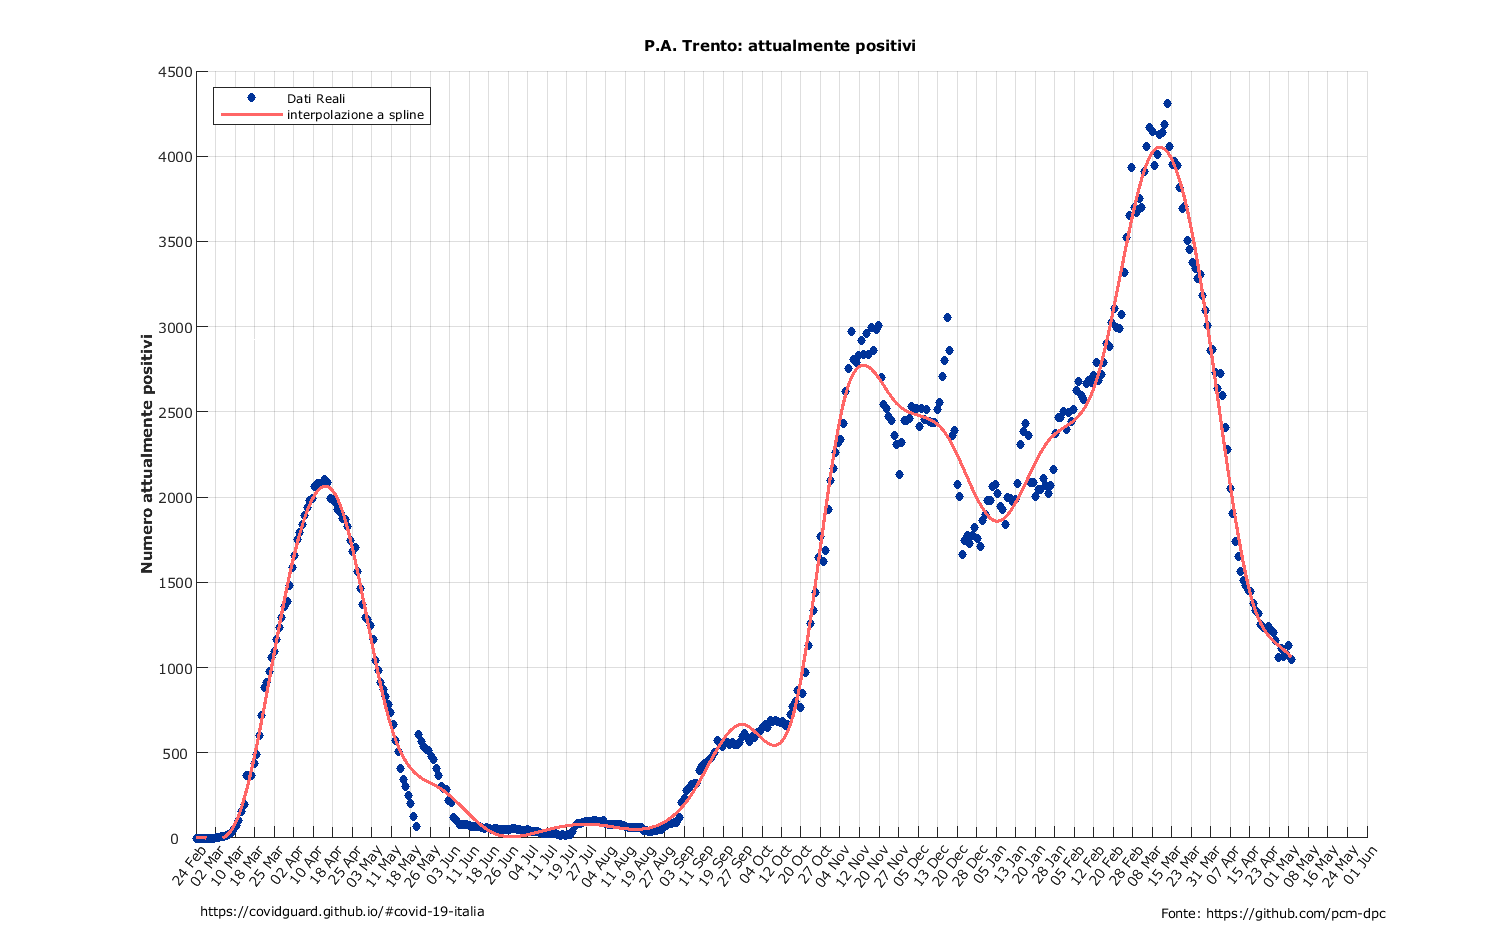 P.A. Trento: attualmente positivi
Numero attualmente positivi
4500
4000
3500
3000
2500
2000
1500
1000
500
0
Dati Reali
interpolazione a spline
24 Feb
02 Mar
10 Mar
18 Mar
25 Mar
02 Apr
10 Apr
18 Apr
25 Apr
03 May
11 May
18 May
26 May
03 Jun
11 Jun
18 Jun
26 Jun
04 Jul
11 Jul
19 Jul
27 Jul
04 Aug
11 Aug
19 Aug
27 Aug
03 Sep
11 Sep
19 Sep
27 Sep
04 Oct
12 Oct
20 Oct
27 Oct
04 Nov
12 Nov
20 Nov
27 Dec
05 Dec
13 Dec
20 Dec
28 Dec
05 Jan
13 Jan
20 Jan
28 Jan
05 Feb
12 Feb
20 Feb
28 Feb
08 Mar
15 Mar
23 Mar
31 Mar
07 Apr
15 Apr
23 Apr
01 May
08 May
16 May
24 May
01 Jun
https://covidguard.github.io/#covid-19-italia
Fonte: https://github.com/pcm-dpc